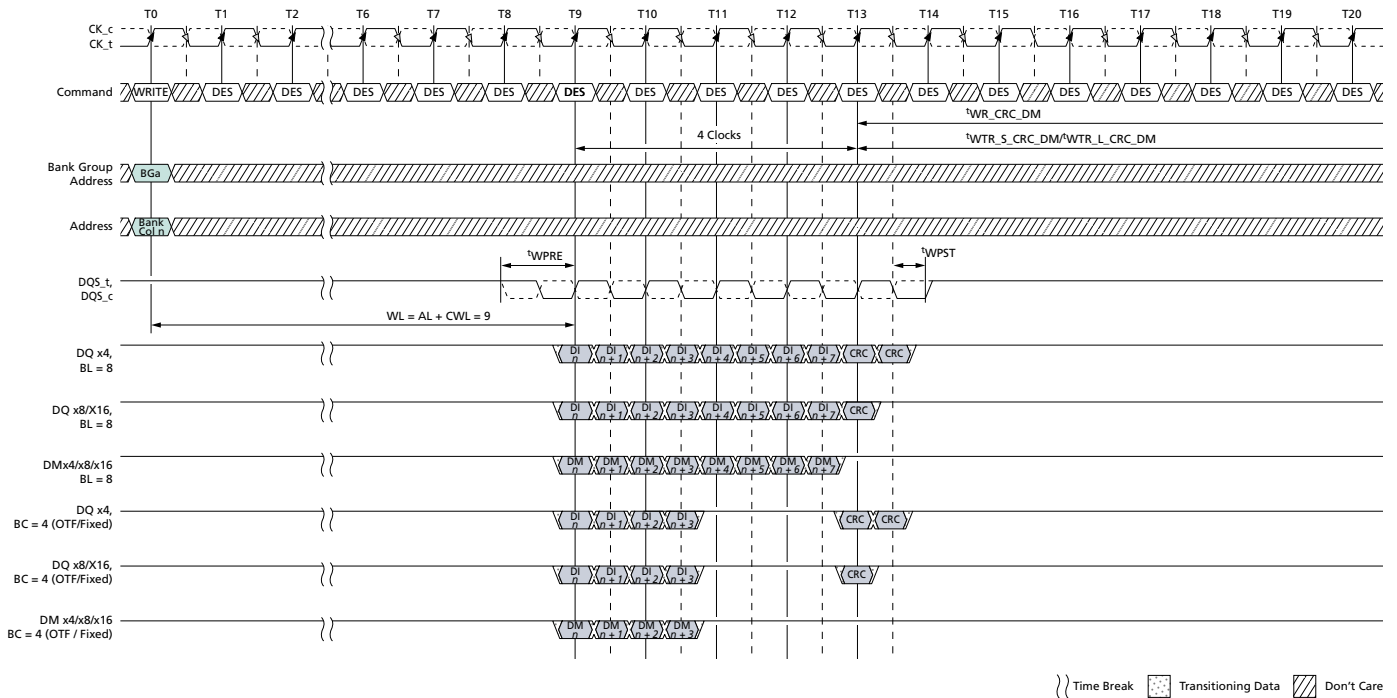 T0 T1 T2 T6 T7 T8 T9 T10 T11 T12 T13 T14 T15 T16 T17 T18 T19 T20
CK_c
CK_t
Command WRITE DES DES DES DES DES DES DES DES DES DES DES DES DES DES DES DES DES
tWR_CRC_DM
4 Clocks
tWTR_S_CRC_DM/tWTR_L_CRC_DM
Bank Group
Address
BGa
Address
Bank
Col n
tWPRE
tWPST
DQS_t,
DQS_c
WL = AL + CWL = 9
DQ x4,
BL = 8
DI n DI n + 1 DI n + 2 DI n + 3 DI n + 4 DI n + 5 DI n + 6 DI n + 7 CRC CRC
DQ x8/X16,
BL = 8
DI n DI n + 1 DI n + 2 DI n + 3 DI n + 4 DI n + 5 DI n + 6 DI n + 7 CRC
DMx4/x8/x16
BL = 8
DM n DM n + 1 DM n + 2 DM n + 3 DM n + 4 DM n + 5 DM n + 6 DM n + 7
DQ x4,
BC = 4 (OTF/Fixed)
DI n DI n + 1 DI n + 2 DI n + 3 CRC CRC
DQ x8/X16,
BC = 4 (OTF/Fixed)
DI n DI n + 1 DI n + 2 DI n + 3 CRC
DM x4/x8/x16
BC = 4 (OTF / Fixed)
DM n DM n + 1 DM n + 2 DM n + 3
Time Break Transitioning Data Don't Care